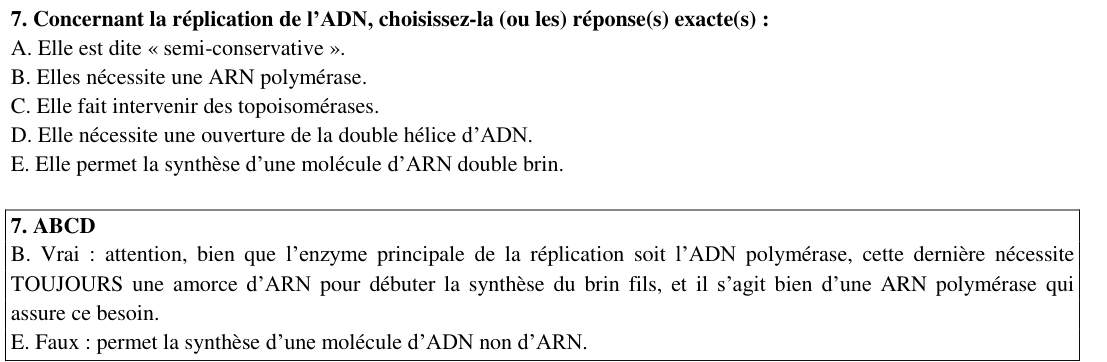 7. Concernant la réplication de l’ADN, choisissez-la (ou les) réponse(s) exacte(s) :
A. Elle est dite « semi-conservative ».
B. Elles nécessite une ARN polymérase.
C. Elle fait intervenir des topoisomérases.
D. Elle nécessite une ouverture de la double hélice d’ADN.
E. Elle permet la synthèse d’une molécule d’ARN double brin.
7. ABCD
B. Vrai : attention, bien que l’enzyme principale de la réplication soit l’ADN polymérase, cette dernière nécessite
TOUJOURS une amorce d’ARN pour débuter la synthèse du brin fils, et il s’agit bien d’une ARN polymérase qui
assure ce besoin.
E. Faux : permet la synthèse d’une molécule d’ADN non d’ARN.